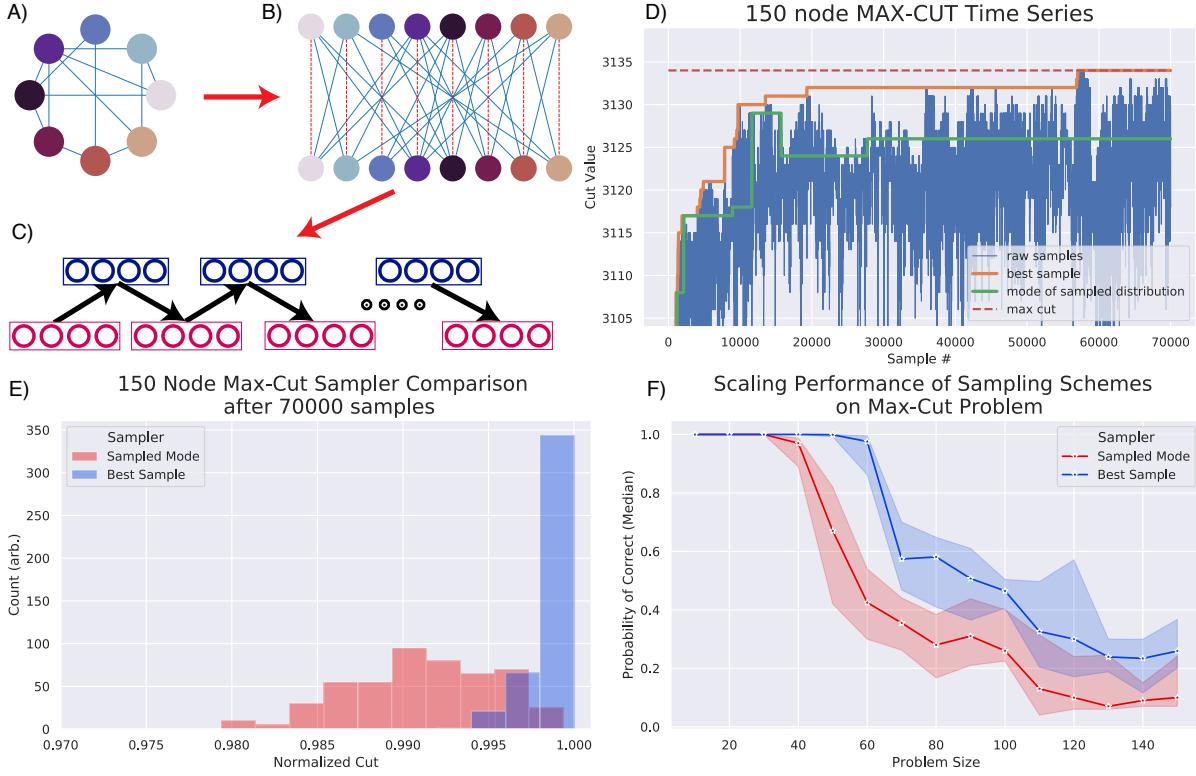 A)
B)
C)
D)
150 node MAX-CUT Time Series
Cut Value
3135
3130
3125
3120
3115
3110
3105
raw samples
best sample
mode of sampled distribution
max cut
0
10000
20000
30000
40000
50000
60000
70000
Sample #
E)
150 Node Max-Cut Sampler Comparison
after 70000 samples
Count (arb.)
350
300
250
200
150
100
50
0
Sampler
Sampled Mode
Best Sample
0.970
0.975
0.980
0.985
0.990
0.995
1.000
Normalized Cut
F)
Scaling Performance of Sampling Schemes
on Max-Cut Problem
Probability of Correct (Median)
1.0
0.8
0.6
0.4
0.2
0.0
Sampler
Sampled Mode
Best Sample
20
40
60
80
100
120
140
Problem Size